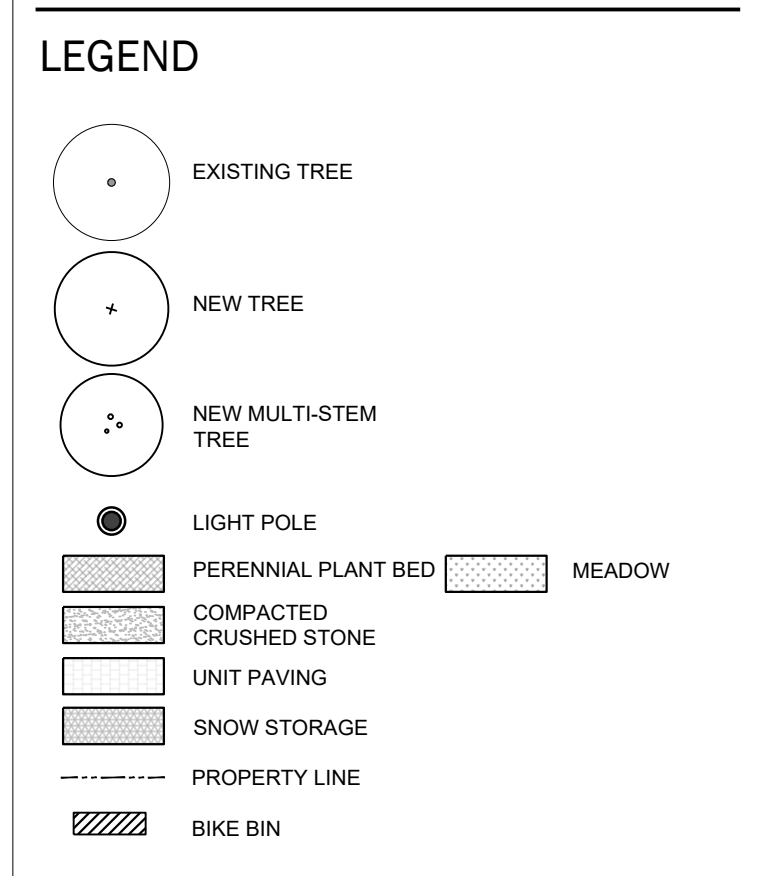 LEGEND
EXISTING TREE
NEW TREE
NEW MULTI-STEM
TREE
LIGHT POLE
PERENNIAL PLANT BED
MEADOW
COMPACTED
CRUSHED STONE
UNIT PAVING
SNOW STORAGE
PROPERTY LINE
BIKE BIN